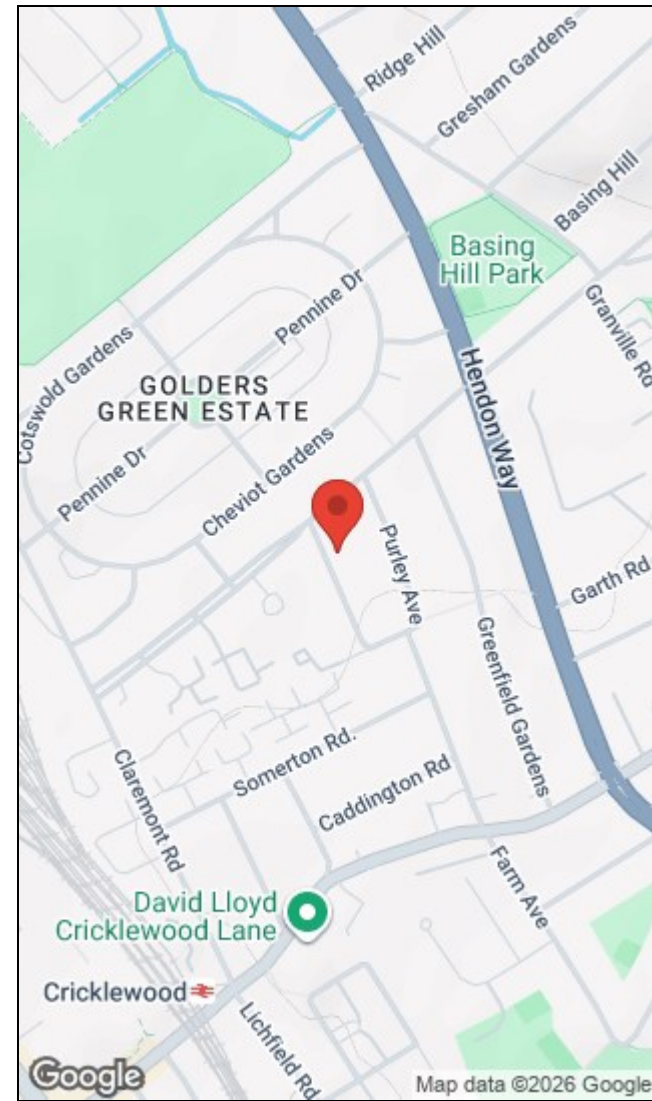 Ridge Hill
Gresham Gardens
Basing Hill
Basing
Hill Park
Granville Rd
Pennine Dr
Cotswold Gardens
GOLDERS
GREEN ESTATE
Hendon Way
Pennine Dr
Cheviot Gardens
Purley Ave
Garth Rd
Greenfield Gardens
Claremont Rd
Somerton Rd.
Caddington Rd
Farm Ave
David Lloyd
Cricklewood Lane
Cricklewood
Lichfield Rd
Google
Map data ©2026 Google